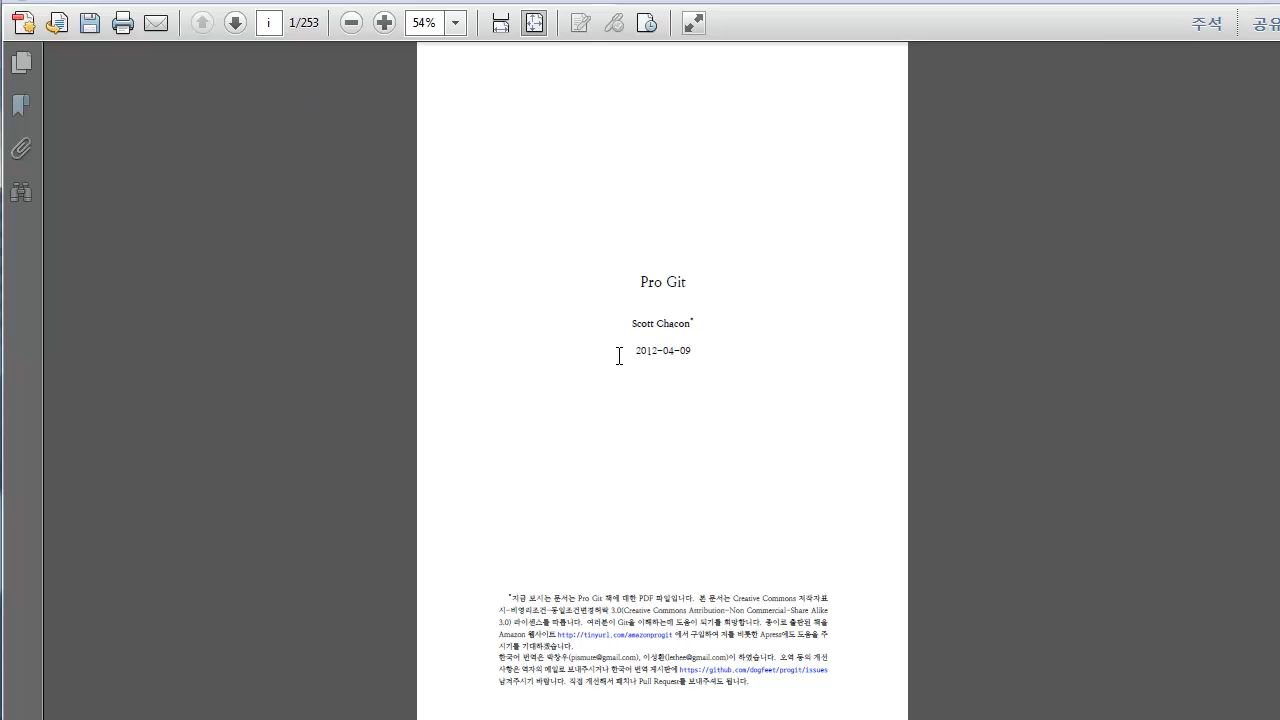 i 1/253 54% 주석 공유
Pro Git
Scott Chacon*
2012-04-09
*지금 보시는 문서는 Pro Git 책에 대한 PDF 파일입니다. 본 문서는 Creative Commons 저작자표
시-비영리조건-동일조건변경허락 3.0(Creative Commons Attribution-Non Commercial-Share Alike
3.0) 라이센스를 따릅니다. 여러분이 Git을 이해하는데 도움이 되기를 희망합니다. 종이로 출판된 책을
Amazon 웹사이트 http://tinyurl.com/amazonprogit 에서 구입하여 저를 비롯한 Apress에도 도움을 주
시기를 기대하겠습니다.
한국어 번역은 박창우(pismute@gmail.com), 이성환(lethee@gmail.com)이 하였습니다. 오역 등의 개선
사항은 역자의 메일로 보내주시거나 한국어 번역 게시판에 https://github.com/dogfeet/progit/issues
남겨주시기 바랍니다. 직접 개선해서 패치나 Pull Request를 보내주셔도 됩니다.